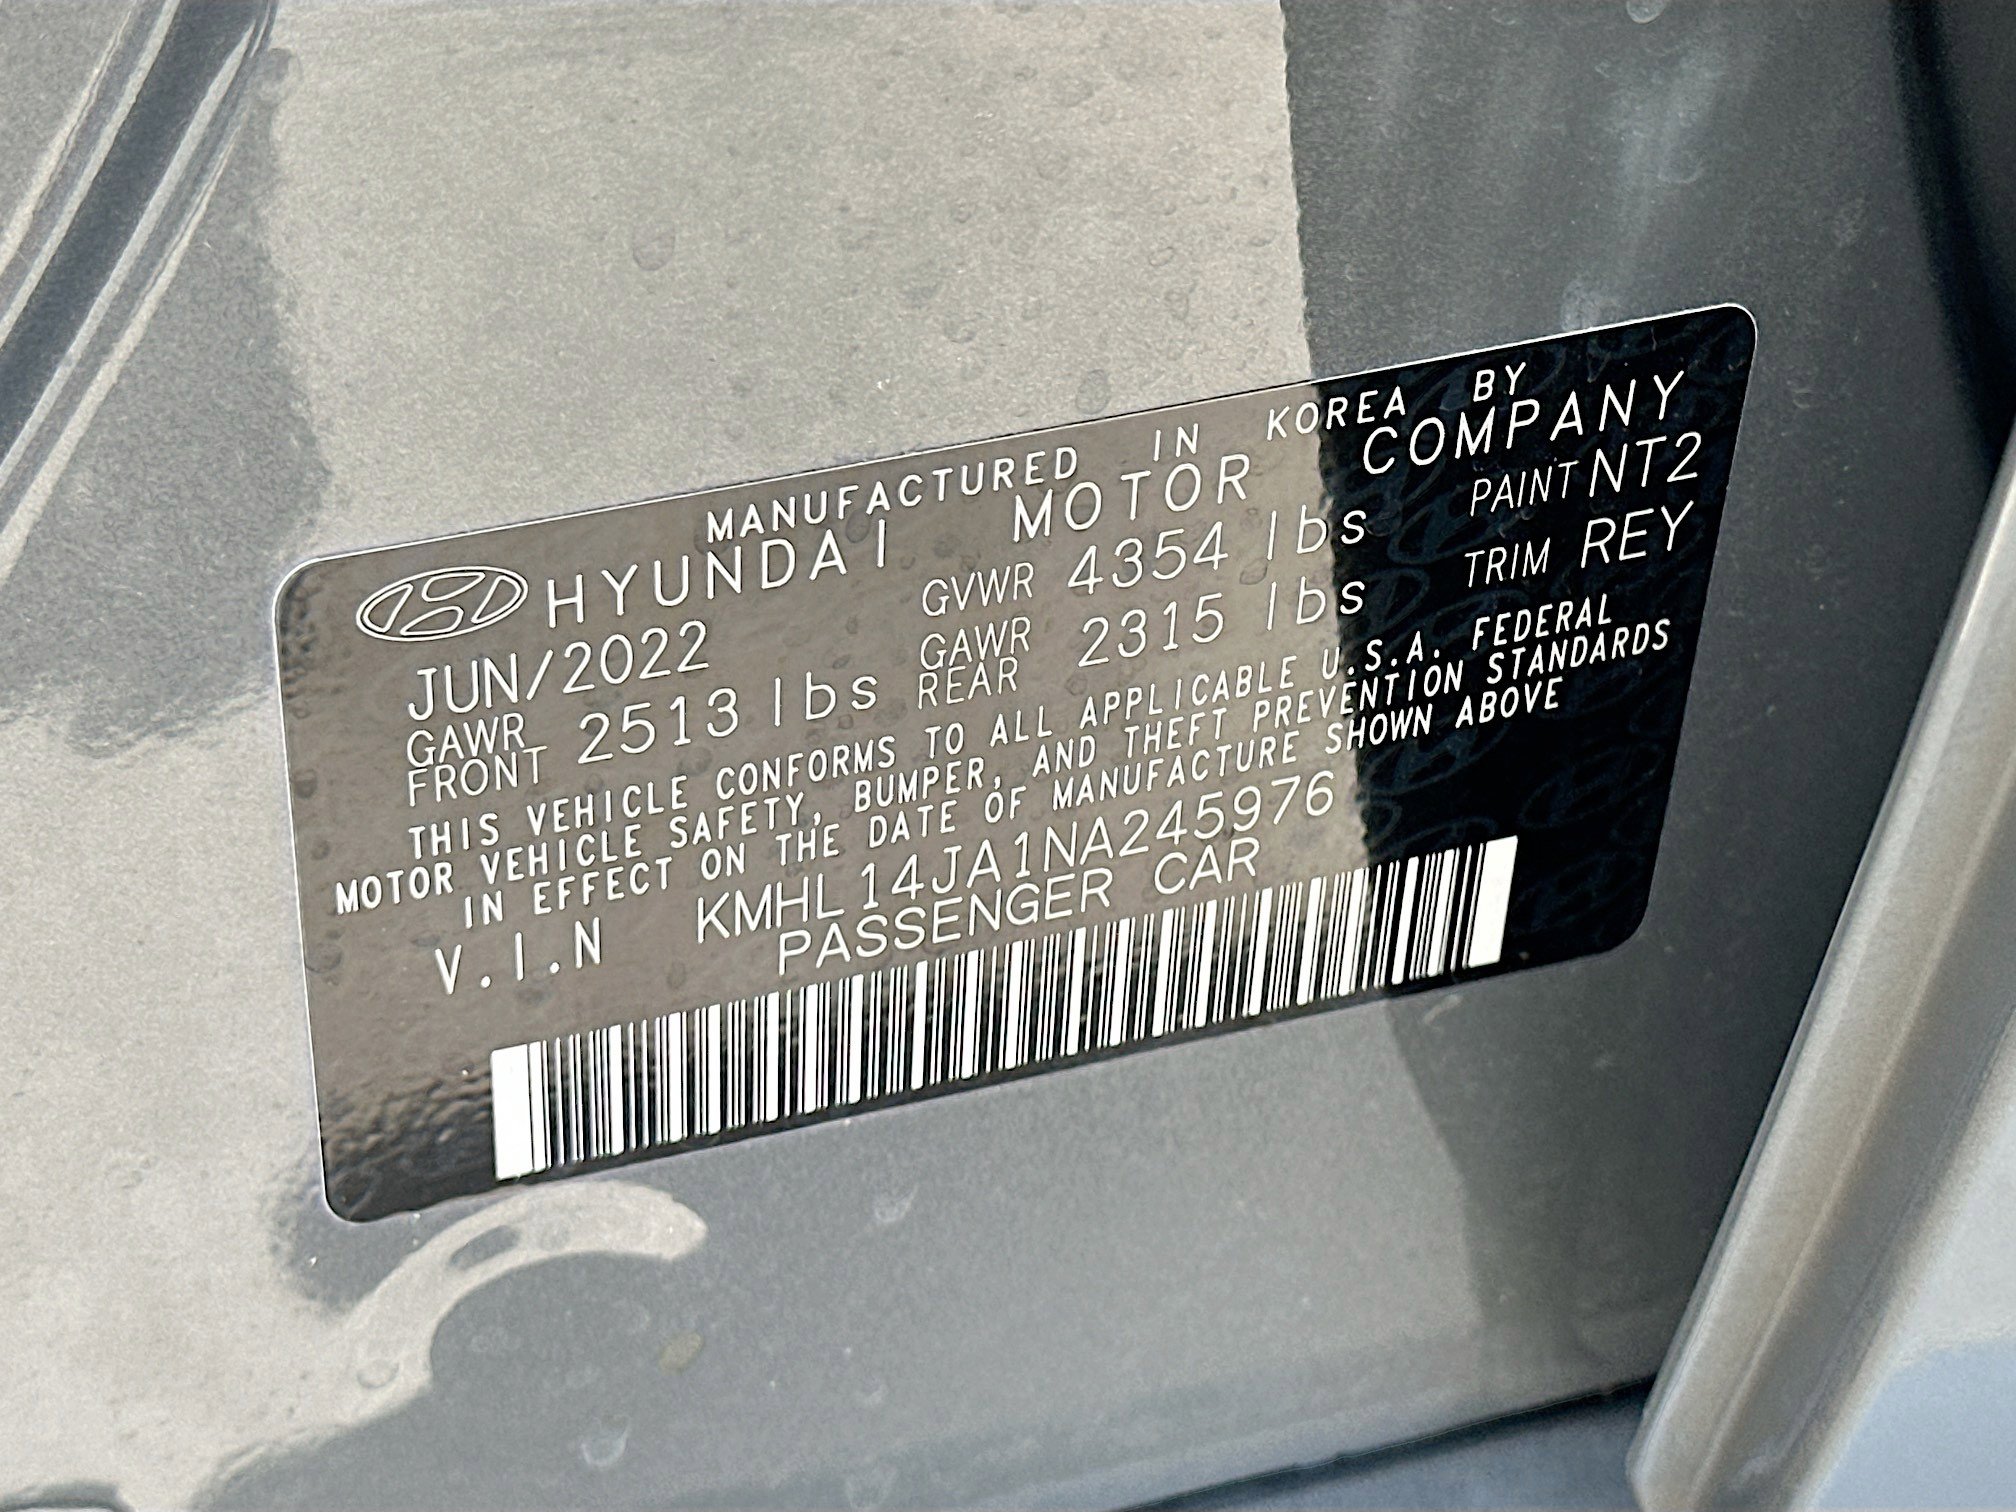 MANUFACTURED IN KOREA BY
HYUNDAI MOTOR COMPANY
JUN/2022 GVWR 4354 lbs PAINT NT2
GAWR FRONT 2513 lbs GAWR REAR 2315 lbs TRIM REY
THIS VEHICLE CONFORMS TO ALL APPLICABLE U.S.A. FEDERAL
MOTOR VEHICLE SAFETY, BUMPER, AND THEFT PREVENTION STANDARDS
IN EFFECT ON THE DATE OF MANUFACTURE SHOWN ABOVE
V.I.N KMHL14JA1NA245976
PASSENGER CAR